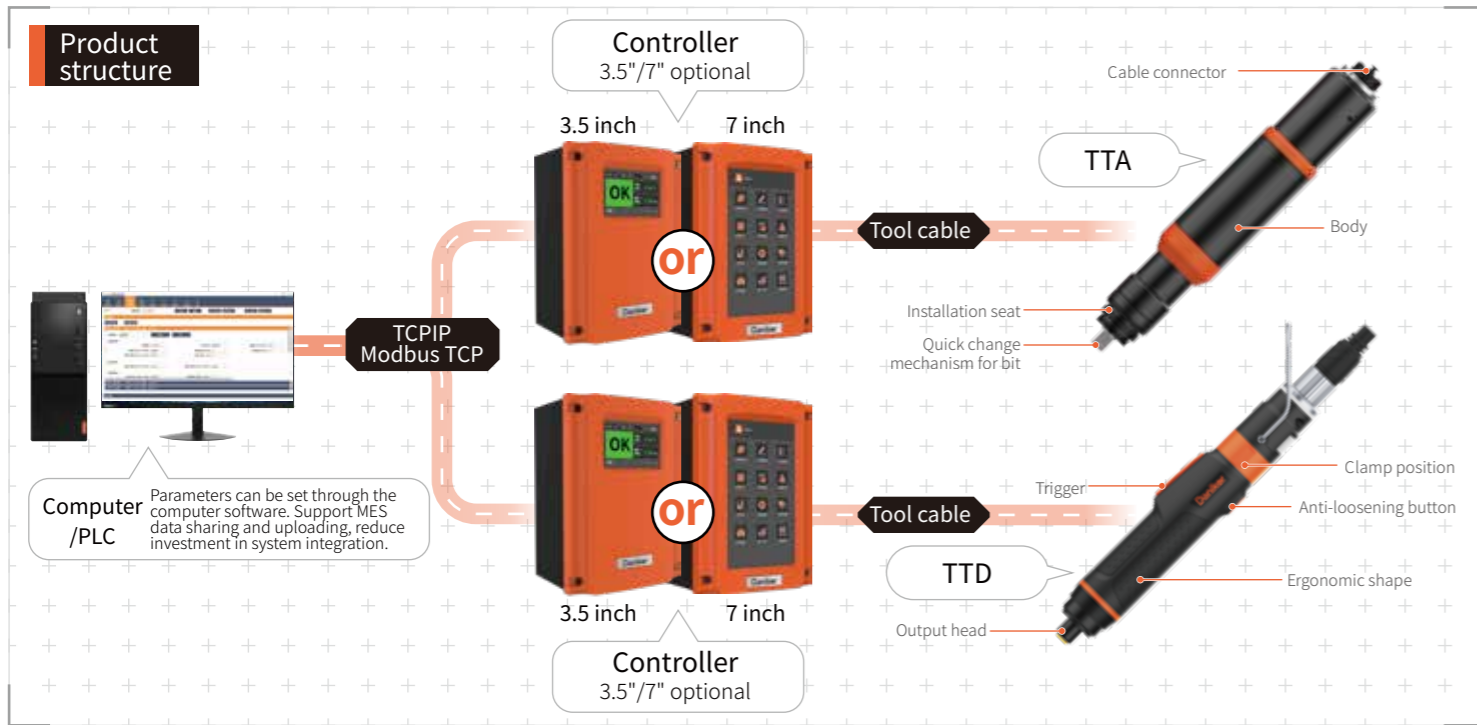 Product
structure
Controller
3.5"/7" optional
3.5 inch
7 inch
OK
or
Tool cable
TTA
Cable connector
Body
Installation seat
Quick change
mechanism for bit
TCPIP
Modbus TCP
Computer
/PLC
Parameters can be set through the
computer software. Support MES
data sharing and uploading, reduce
investment in system integration.
OK
or
Tool cable
3.5 inch
7 inch
Controller
3.5"/7" optional
TTD
Trigger
Output head
Clamp position
Anti-loosening button
Ergonomic shape
Daniker